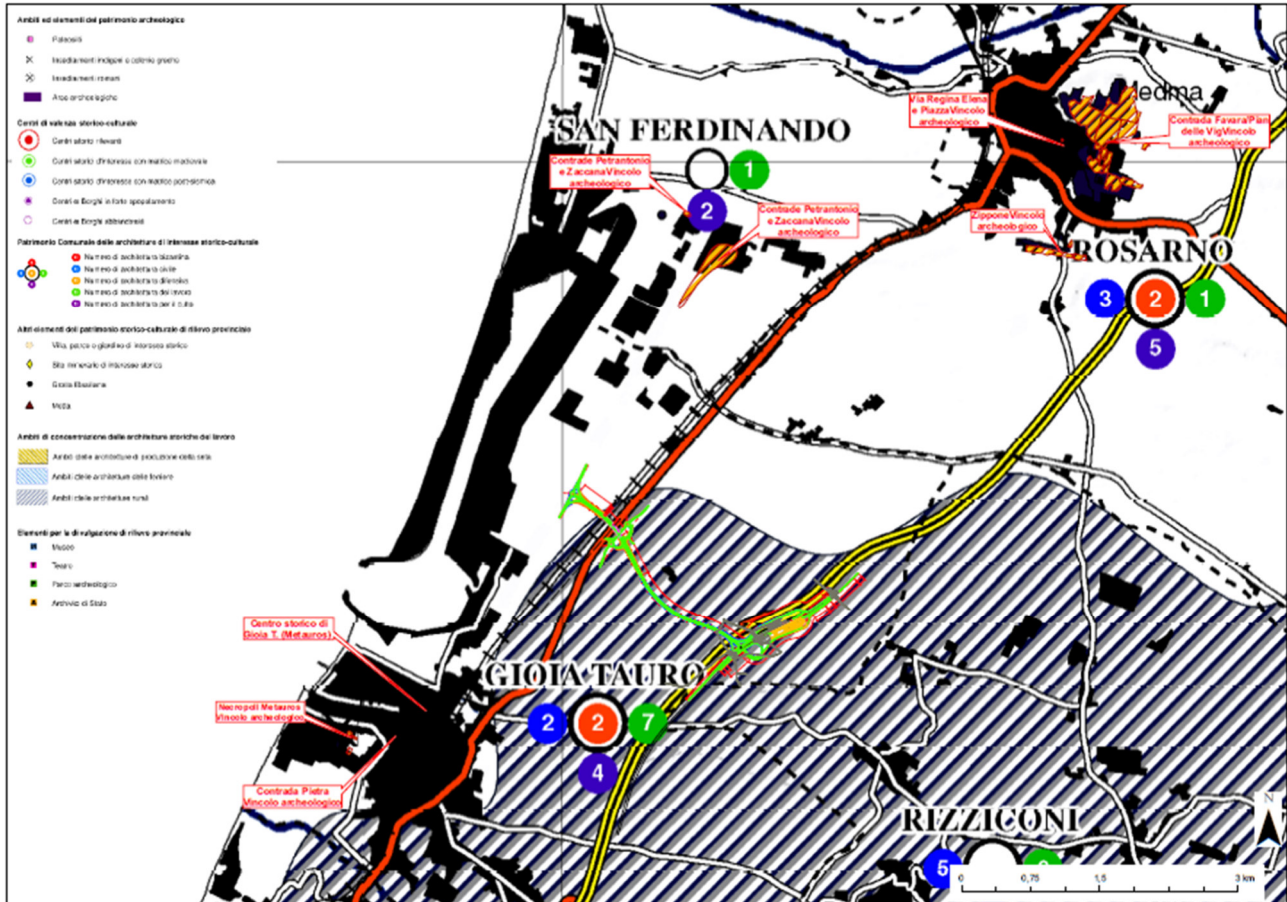 Ambiti ed elementi del patrimonio archeologico
Paleositi
Insediamenti indigeni e colonie greche
Insediamenti romani
Aree archeologiche
Centri di valenza storico-culturale
Centri storici rilevanti
Centri storici d'interesse con matrice medievale
Centri storici d'interesse con matrice post-sismica
Centri e Borghi in forte spopolamento
Centri e Borghi abbandonati
Patrimonio Comunale delle architetture di interesse storico-culturale
Numero di architettura bizantina
Numero di architettura civile
Numero di architettura difensiva
Numero di architettura del lavoro
Numero di architettura per il culto
Altri elementi del patrimonio storico-culturale di rilievo provinciale
Villa, parco o giardino di interesse storico
Sito minerario di interesse storico
Grotta Basiliana
Ambiti di concentrazione delle architetture storiche del lavoro
Ambiti delle architetture di produzione della seta
Ambiti delle architetture delle ferriere
Ambiti delle architetture rurali
Elementi per la divulgazione di rilievo provinciale
Museo
Teatro
Parco archeologico
Archivio di Stato
SAN FERDINANDO
1
2
Contrade Petrantonio
e ZaccanaVincolo
archeologico
Contrade Petrantonio
e ZaccanaVincolo
archeologico
Via Regina Elena
e PiazzaVincolo
archeologico
Medma
Contrada Favara/Pian
delle VigVincolo
archeologico
ZipponeVincolo
archeologico
ROSARNO
3
2
1
5
Centro storico di
Gioia T. (Metauros)
Necropoli Metauros
Vincolo archeologico
Contrada Pietra
Vincolo archeologico
GIOIA TAURO
2
2
7
4
RIZZICONI
5
N
0
0,75
1,5
3 km